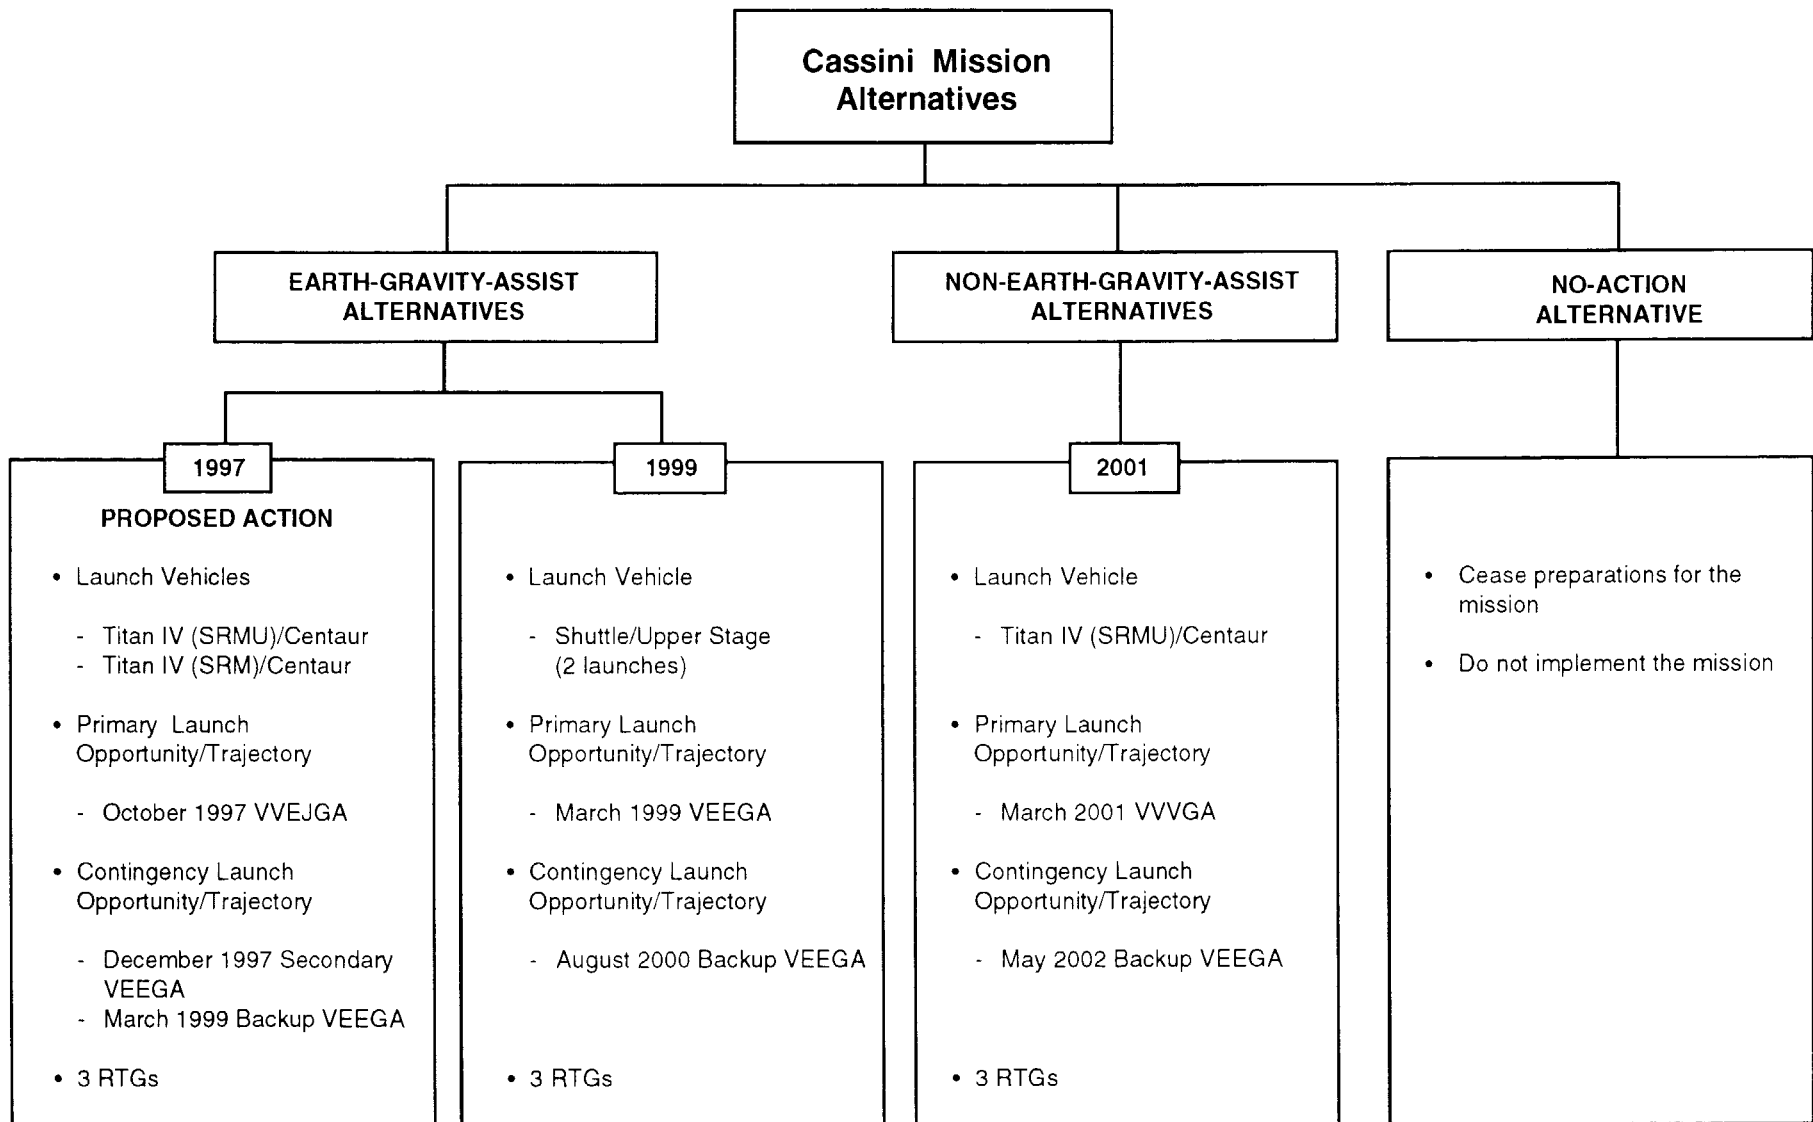 Cassini Mission
Alternatives
EARTH-GRAVITY-ASSIST
ALTERNATIVES
NON-EARTH-GRAVITY-ASSIST
ALTERNATIVES
NO-ACTION
ALTERNATIVE
1997
PROPOSED ACTION
• Launch Vehicles
- Titan IV (SRMU)/Centaur
- Titan IV (SRM)/Centaur
• Primary Launch
Opportunity/Trajectory
- October 1997 VVEJGA
• Contingency Launch
Opportunity/Trajectory
- December 1997 Secondary
VEEGA
- March 1999 Backup VEEGA
• 3 RTGs
1999
• Launch Vehicle
- Shuttle/Upper Stage
(2 launches)
• Primary Launch
Opportunity/Trajectory
- March 1999 VEEGA
• Contingency Launch
Opportunity/Trajectory
- August 2000 Backup VEEGA
• 3 RTGs
2001
• Launch Vehicle
- Titan IV (SRMU)/Centaur
• Primary Launch
Opportunity/Trajectory
- March 2001 VVVGA
• Contingency Launch
Opportunity/Trajectory
- May 2002 Backup VEEGA
• 3 RTGs
• Cease preparations for the
mission
• Do not implement the mission